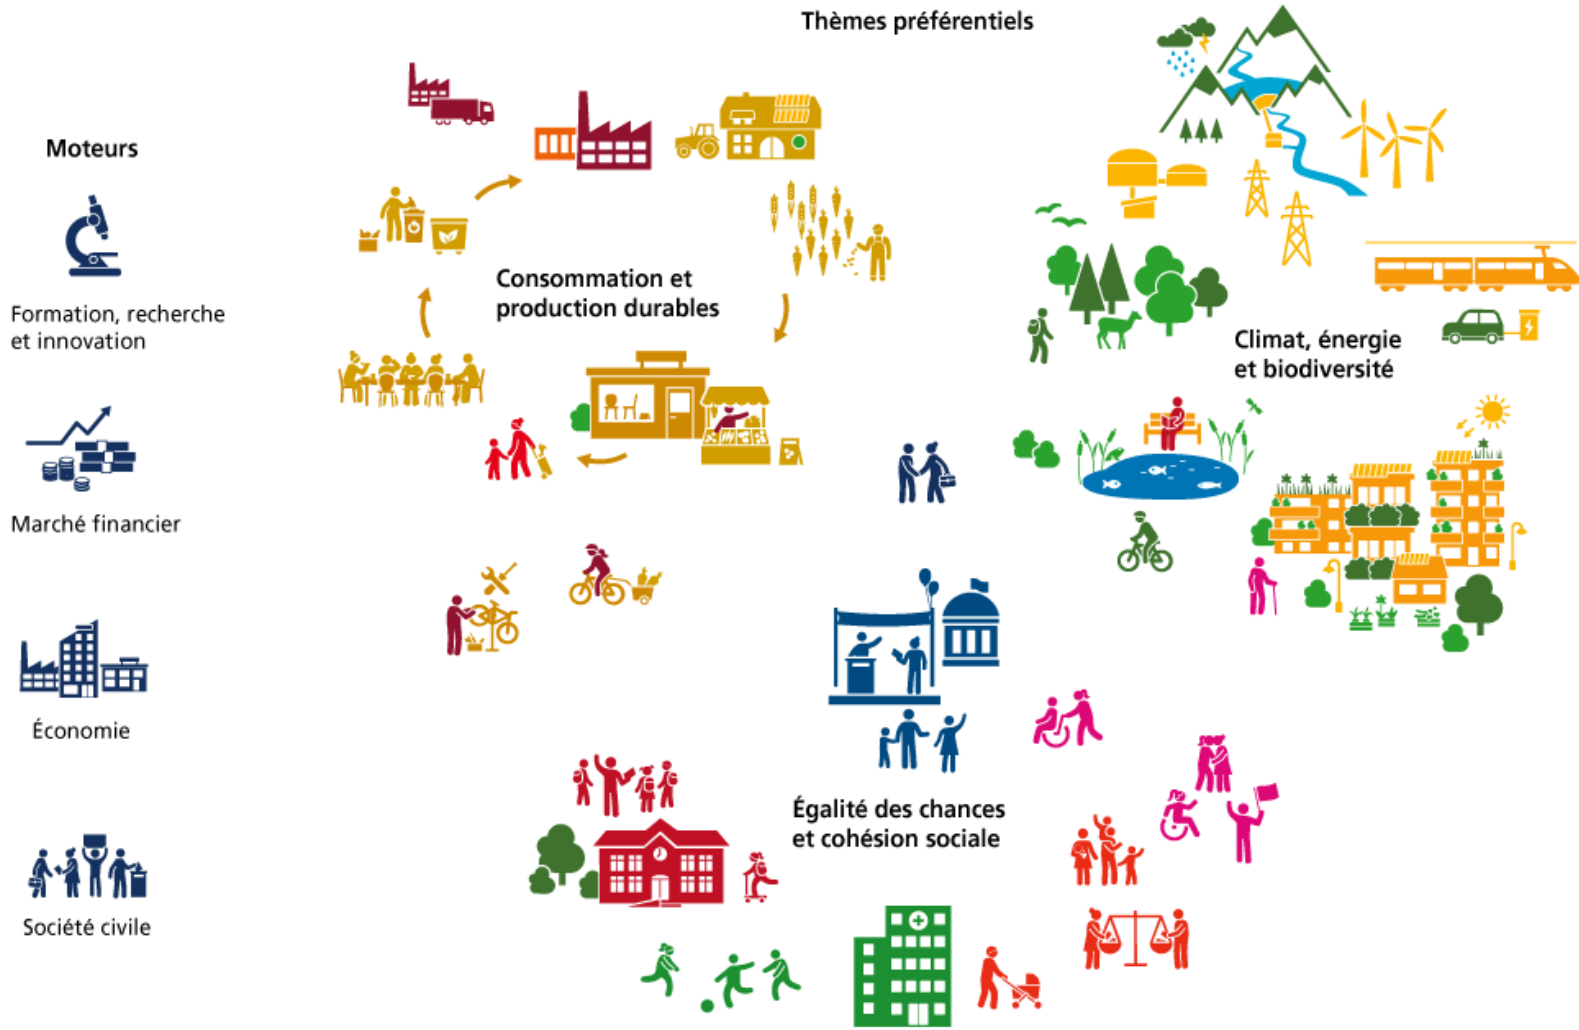 Thèmes préférentiels
Moteurs
Formation, recherche
et innovation
Marché financier
Économie
Société civile
Consommation et
production durables
Climat, énergie
et biodiversité
Égalité des chances
et cohésion sociale